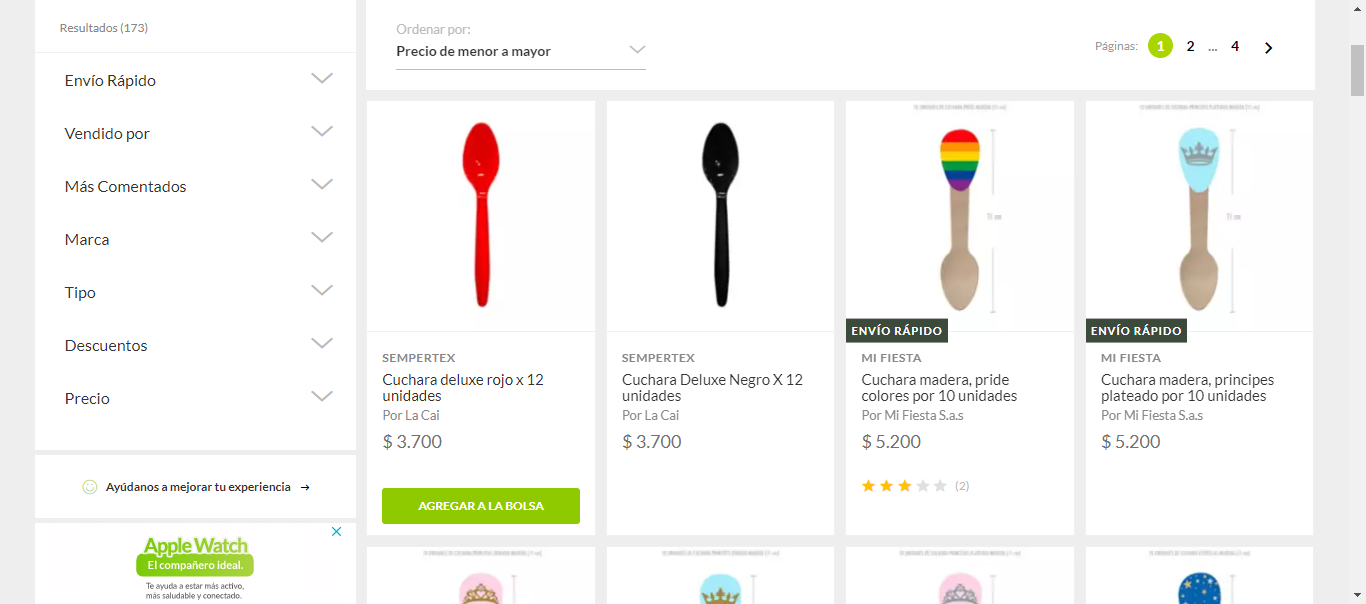 Resultados (173)
Envío Rápido
Vendido por
Más Comentados
Marca
Tipo
Descuentos
Precio
Ayúdanos a mejorar tu experiencia →
Apple Watch
El compañero ideal.
Te ayuda a estar más activo,
más saludable y conectado.
Ordenar por:
Precio de menor a mayor
Páginas: 1 2 ... 4
SEMPERTEX
Cuchara deluxe rojo x 12
unidades
Por La Cai
$ 3.700
AGREGAR A LA BOLSA
SEMPERTEX
Cuchara Deluxe Negro X 12
unidades
Por La Cai
$ 3.700
ENVÍO RÁPIDO
MI FIESTA
Cuchara madera, pride
colores por 10 unidades
Por Mi Fiesta S.a.s
$ 5.200
(2)
ENVÍO RÁPIDO
MI FIESTA
Cuchara madera, principes
plateado por 10 unidades
Por Mi Fiesta S.a.s
$ 5.200